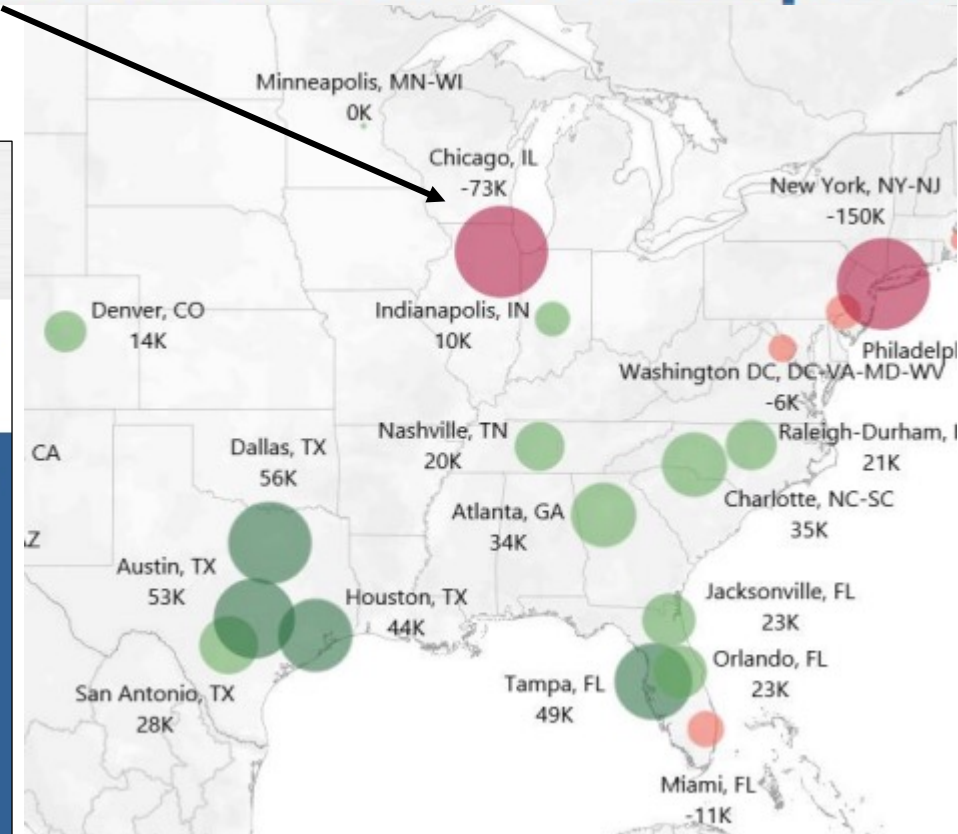 Minneapolis, MN-WI
0K
Chicago, IL
-73K
New York, NY-NJ
-150K
Denver, CO
14K
Indianapolis, IN
10K
Philadelp
Washington DC, DC-VA-MD-WV
-6K
CA
Dallas, TX
56K
Nashville, TN
20K
Raleigh-Durham,
21K
Charlotte, NC-SC
35K
Atlanta, GA
34K
AZ
Austin, TX
53K
Houston, TX
44K
Jacksonville, FL
23K
Orlando, FL
23K
Tampa, FL
49K
San Antonio, TX
28K
Miami, FL
-11K